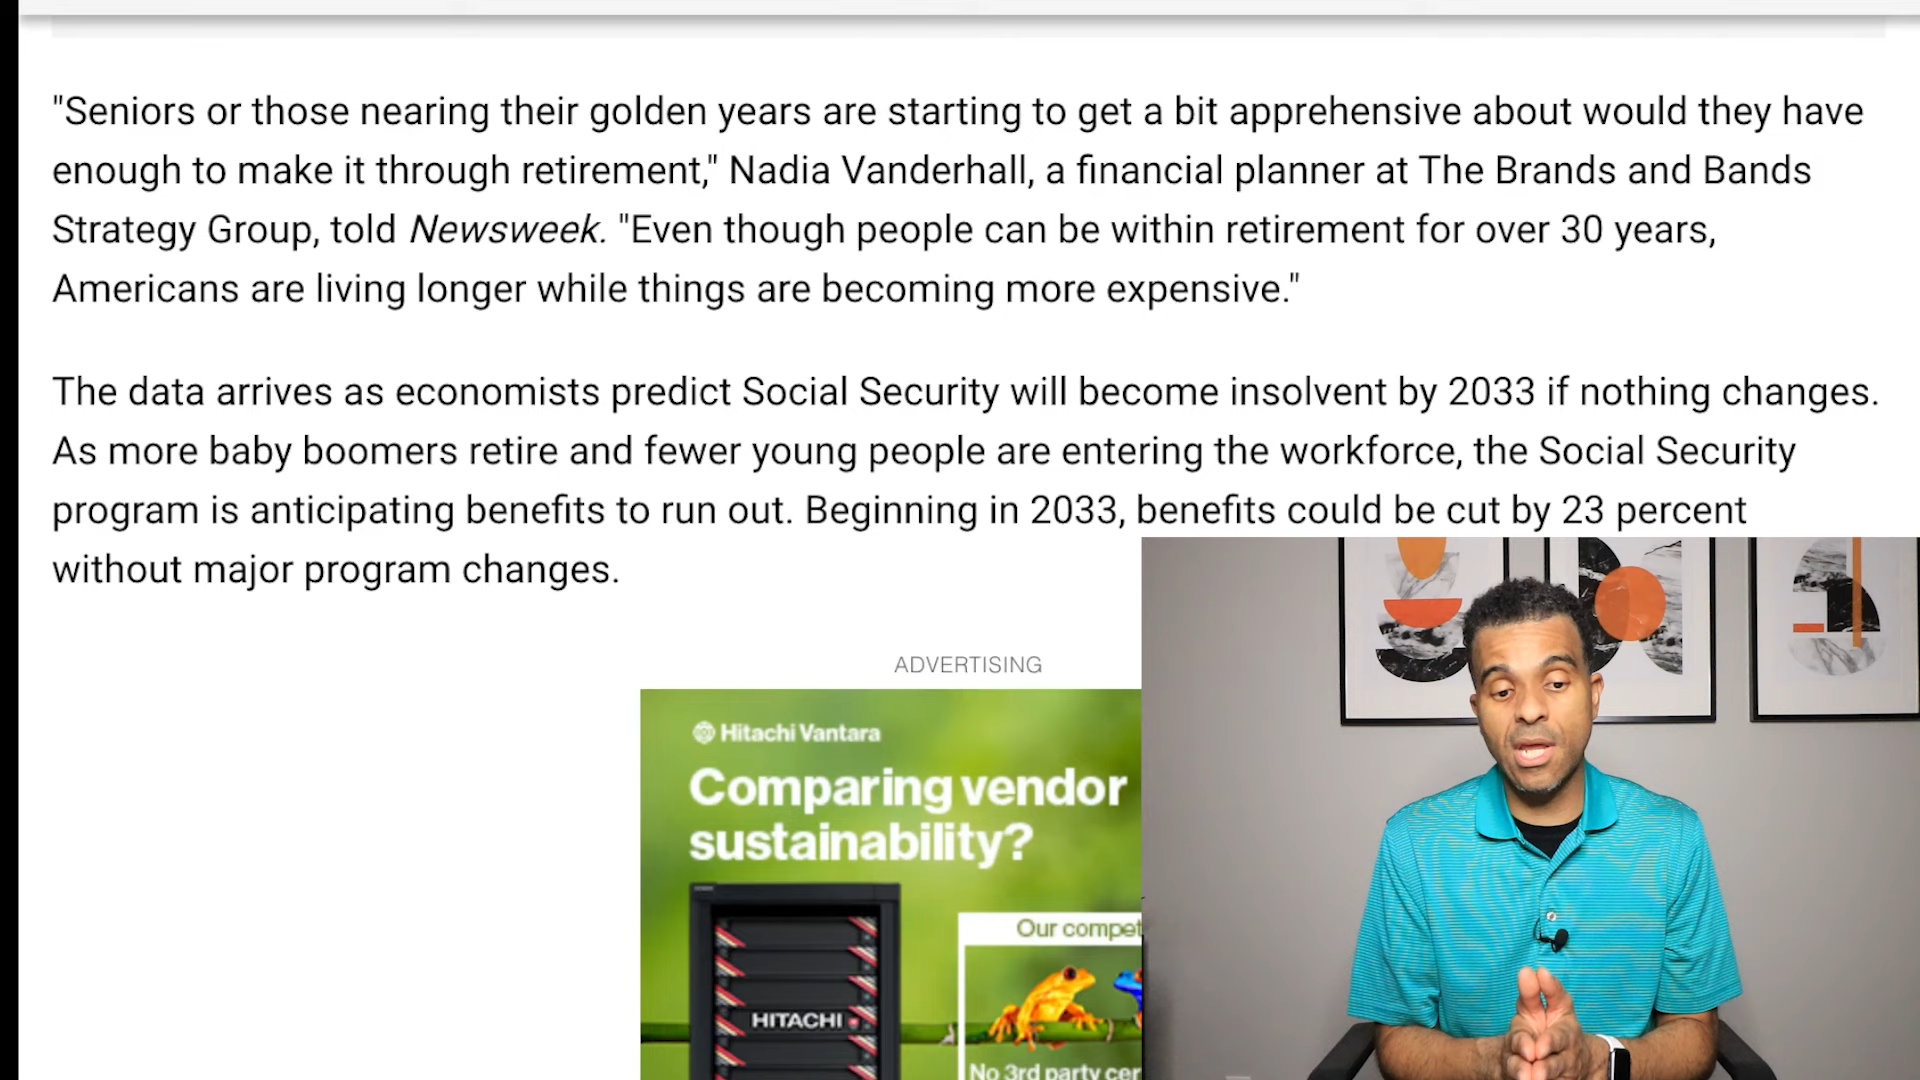 "Seniors or those nearing their golden years are starting to get a bit apprehensive about would they have
enough to make it through retirement," Nadia Vanderhall, a financial planner at The Brands and Bands
Strategy Group, told Newsweek. "Even though people can be within retirement for over 30 years,
Americans are living longer while things are becoming more expensive."
The data arrives as economists predict Social Security will become insolvent by 2033 if nothing changes.
As more baby boomers retire and fewer young people are entering the workforce, the Social Security
program is anticipating benefits to run out. Beginning in 2033, benefits could be cut by 23 percent
without major program changes.
ADVERTISING
Hitachi Vantara
Comparing vendor
sustainability?
Our compet
HITACHI
No 3rd party cer